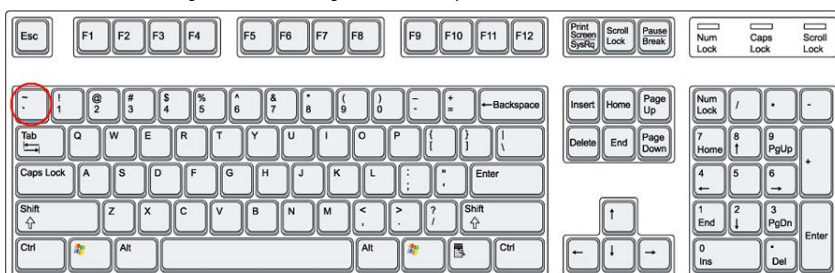 Esc F1 F2 F3 F4 F5 F6 F7 F8 F9 F10 F11 F12 Print Screen SysRq Scroll Lock Pause Break Num Lock Caps Lock Scroll Lock
~ ` ! 1 @ 2 # 3 $ 4 % 5 ^ 6 & 7 * 8 ( 9 ) 0 – - + = ←Backspace Insert Home Page Up Num Lock / • -
Tab Q W E R T Y U I O P { [ } ] | \ Delete End Page Down 7 Home 8 ↑ 9 PgUp +
Caps Lock A S D F G H J K L : ; " ' Enter 4 ← 5 6 →
Shift Z X C V B N M < , > . ? / Shift ↑ 1 End 2 ↓ 3 PgDn Enter
Ctrl Alt Alt Ctrl ← ↓ → 0 Ins • Del